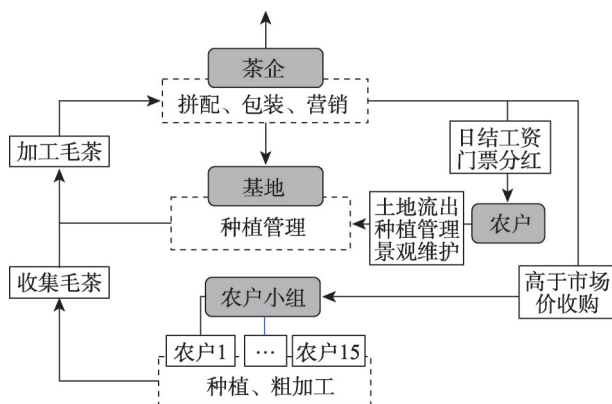 茶企
拼配、包装、营销
加工毛茶
日结工资
门票分红
基地
种植管理
土地流出
种植管理
景观维护
农户
收集毛茶
农户小组
高于市场
价收购
农户1
…
农户15
种植、粗加工